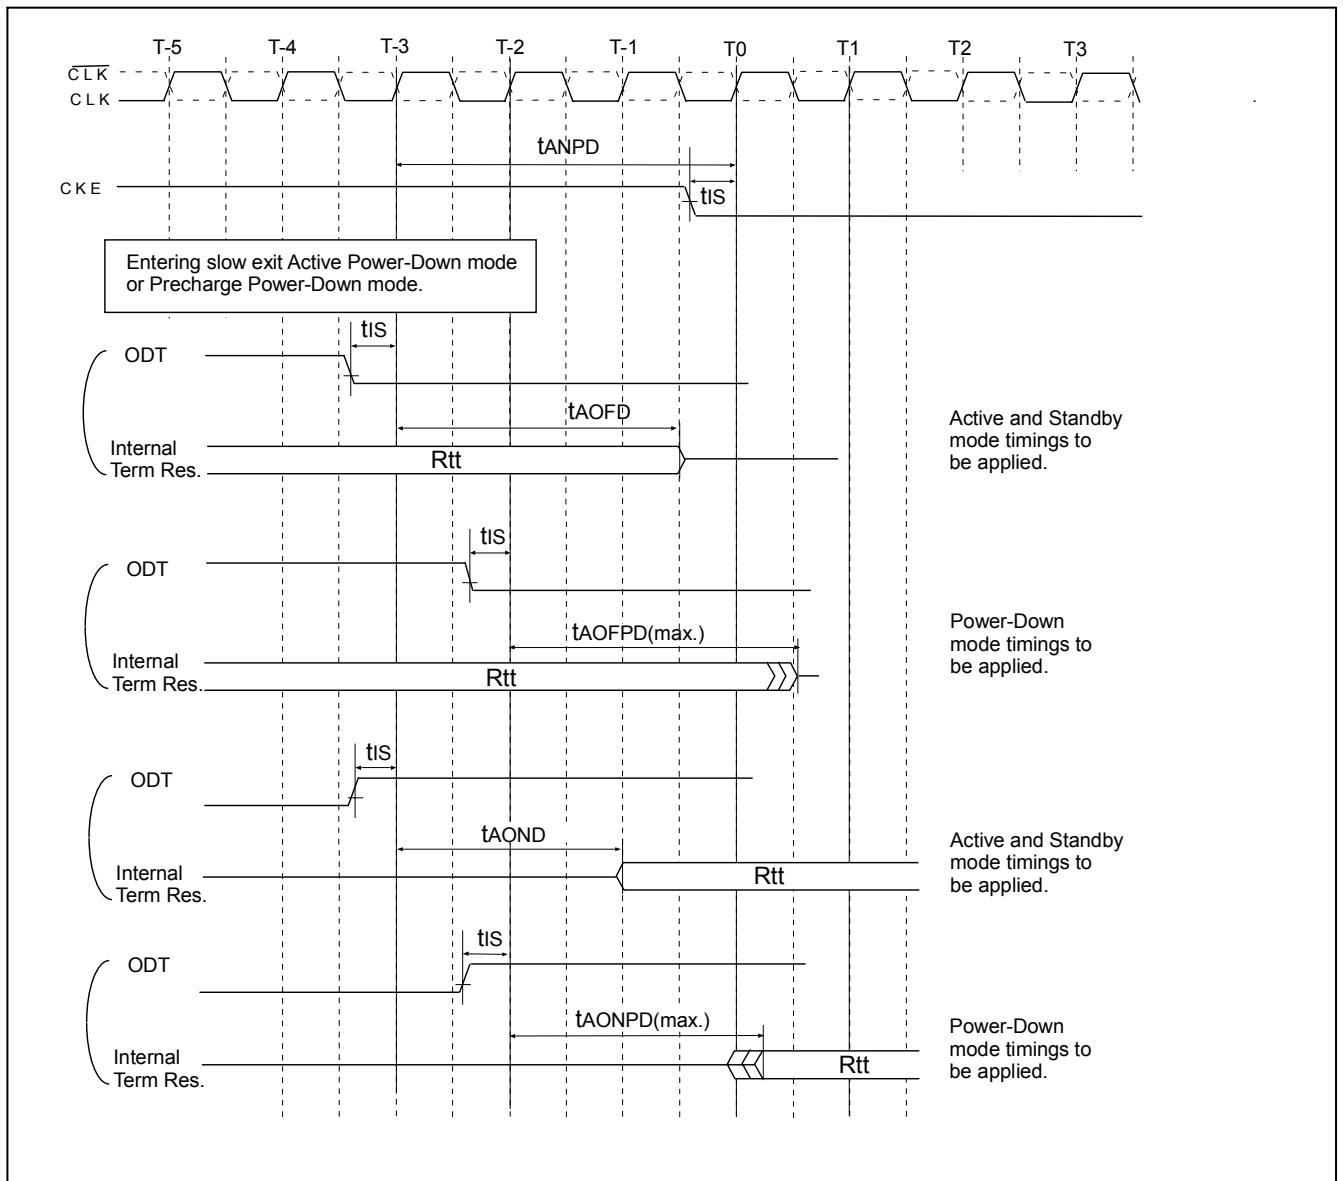 T-5 T-4 T-3 T-2 T-1 T0 T1 T2 T3
CLK
CLK
tANPD
CKE
tIS
Entering slow exit Active Power-Down mode
or Precharge Power-Down mode.
tIS
ODT
tAOFD
Internal
Term Res.
Rtt
Active and Standby
mode timings to
be applied.
tIS
ODT
tAOFPD(max.)
Internal
Term Res.
Rtt
Power-Down
mode timings to
be applied.
tIS
ODT
tAOND
Internal
Term Res.
Rtt
Active and Standby
mode timings to
be applied.
tIS
ODT
tAONPD(max.)
Internal
Term Res.
Rtt
Power-Down
mode timings to
be applied.